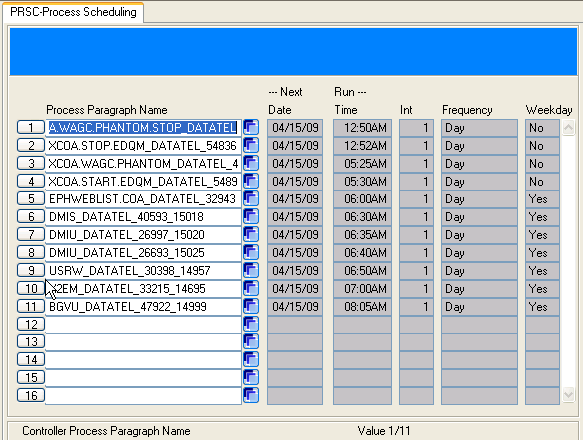 PRSC-Process Scheduling
--- Next Run ---
Process Paragraph Name Date Time Int Frequency Weekday
1 A.WAGC.PHANTOM.STOP_DATATEL 04/15/09 12:50AM 1 Day No
2 XCOA.STOP.EDQM_DATATEL_54836 04/15/09 12:52AM 1 Day No
3 XCOA.WAGC.PHANTOM_DATATEL_4 04/15/09 05:25AM 1 Day No
4 XCOA.START.EDQM_DATATEL_5489 04/15/09 05:30AM 1 Day No
5 EPHWEBLIST.COA_DATATEL_32943 04/15/09 06:00AM 1 Day Yes
6 DMIS_DATATEL_40593_15018 04/15/09 06:30AM 1 Day Yes
7 DMIU_DATATEL_26997_15020 04/15/09 06:35AM 1 Day Yes
8 DMIU_DATATEL_26693_15025 04/15/09 06:40AM 1 Day Yes
9 USRW_DATATEL_30398_14957 04/15/09 06:50AM 1 Day Yes
10 2EM_DATATEL_33215_14695 04/15/09 07:00AM 1 Day Yes
11 BGVU_DATATEL_47922_14999 04/15/09 08:05AM 1 Day Yes
12
13
14
15
16
Controller Process Paragraph Name Value 1/11